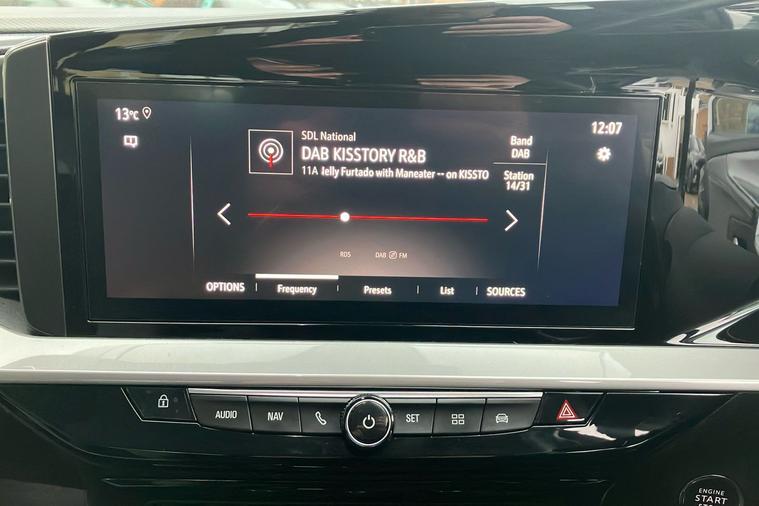 13°C
12:07
SDL National
DAB KISSTORY R&B
11A Jelly Furtado with Maneater -- on KISSTO
Band
DAB
Station
14/31
RDS
DAB FM
OPTIONS
Frequency
Presets
List
SOURCES
AUDIO
NAV
SET
ENGINE
START